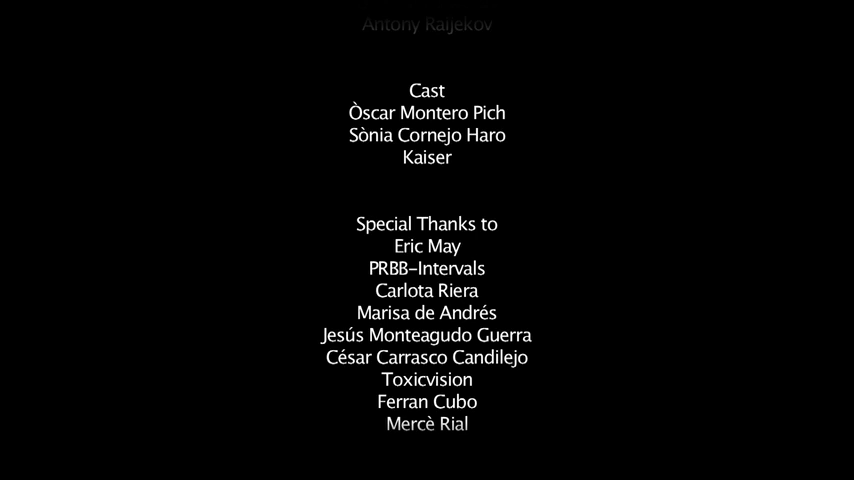 Antony Raijekov
Cast
Òscar Montero Pich
Sònia Cornejo Haro
Kaiser
Special Thanks to
Eric May
PRBB-Intervals
Carlota Riera
Marisa de Andrés
Jesús Monteagudo Guerra
César Carrasco Candilejo
Toxicvision
Ferran Cubo
Mercè Rial